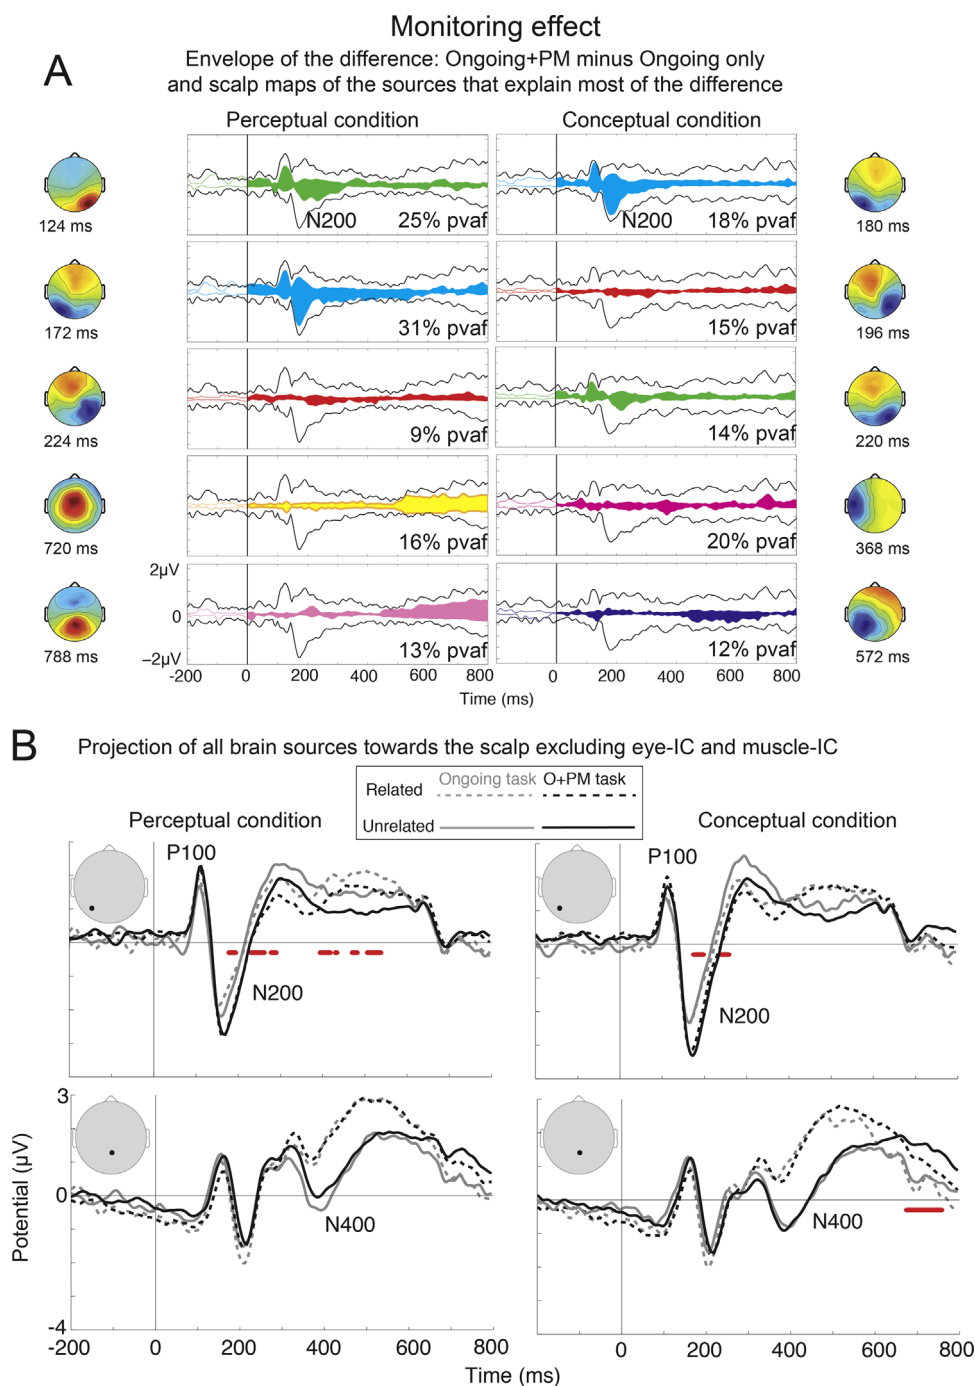 Monitoring effect
A
Envelope of the difference: Ongoing+PM minus Ongoing only
and scalp maps of the sources that explain most of the difference
Perceptual condition
Conceptual condition
124 ms
N200
25% pvaf
N200
18% pvaf
180 ms
172 ms
31% pvaf
15% pvaf
196 ms
224 ms
9% pvaf
14% pvaf
220 ms
720 ms
16% pvaf
20% pvaf
368 ms
2µV
0
−2µV
788 ms
13% pvaf
12% pvaf
572 ms
-200 0 200 400 600 800
0 200 400 600 800
Time (ms)
B
Projection of all brain sources towards the scalp excluding eye-IC and muscle-IC
Ongoing task O+PM task
Related
Unrelated
Perceptual condition
Conceptual condition
P100
N200
P100
N200
3
0
-4
Potential (µV)
N400
N400
-200 0 200 400 600 800
0 200 400 600 800
Time (ms)